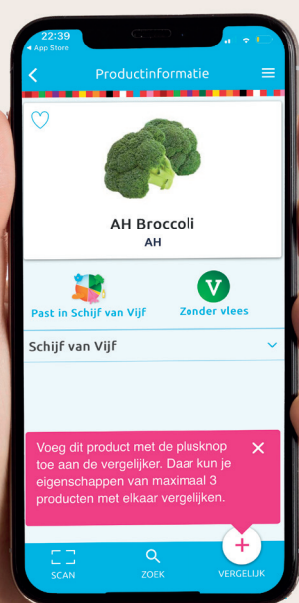 22:39
◀ App Store
Productinformatie
AH Broccoli
AH
Past in Schijf van Vijf
V
Zonder vlees
Schijf van Vijf
Voeg dit product met de plusknop
toe aan de vergelijker. Daar kun je
eigenschappen van maximaal 3
producten met elkaar vergelijken.
SCAN
ZOEK
VERGELIJK